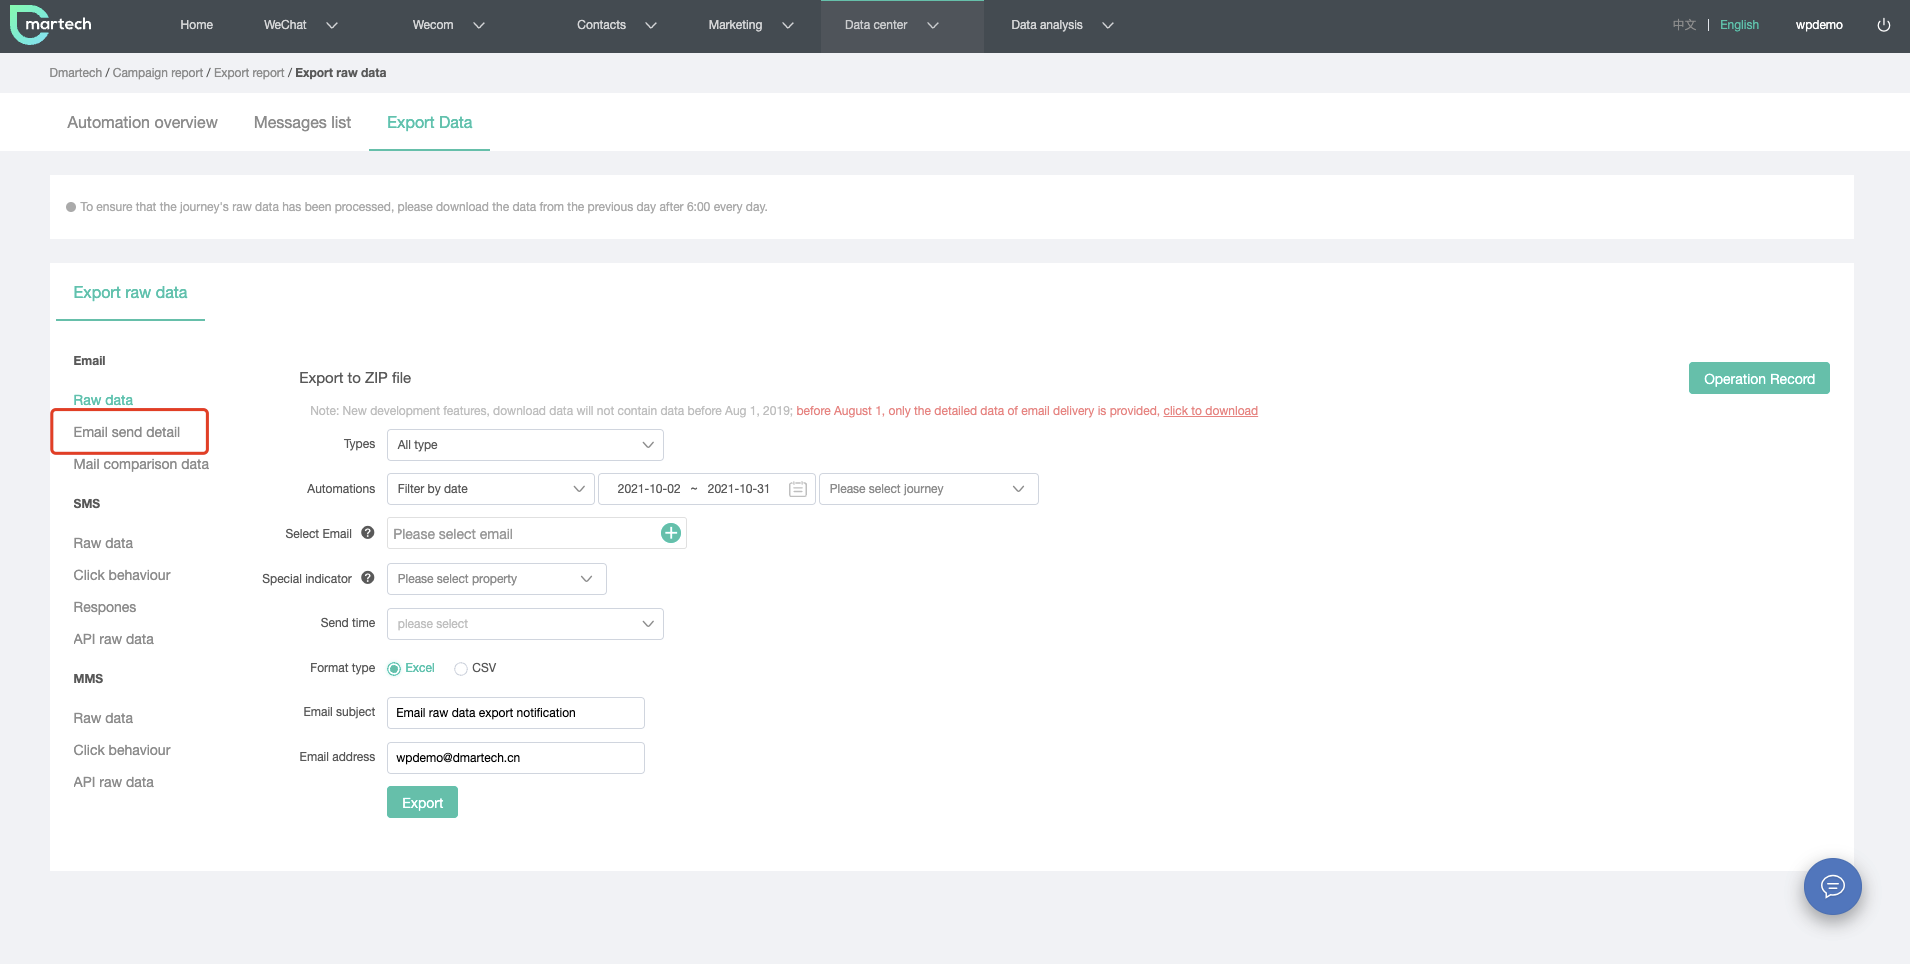 martech
Home
WeChat
Wecom
Contacts
Marketing
Data center
Data analysis
中文 | English
wpdemo
Dmartech / Campaign report / Export report / Export raw data
Automation overview
Messages list
Export Data
To ensure that the journey's raw data has been processed, please download the data from the previous day after 6:00 every day.
Export raw data
Email
Raw data
Email send detail
Mail comparison data
SMS
Raw data
Click behaviour
Respones
API raw data
MMS
Raw data
Click behaviour
API raw data
Export to ZIP file
Operation Record
Note: New development features, download data will not contain data before Aug 1, 2019; before August 1, only the detailed data of email delivery is provided, click to download
Types
All type
Automations
Filter by date
2021-10-02 ~ 2021-10-31
Please select journey
Select Email ?
Please select email
Special indicator ?
Please select property
Send time
please select
Format type
Excel
CSV
Email subject
Email raw data export notification
Email address
wpdemo@dmartech.cn
Export